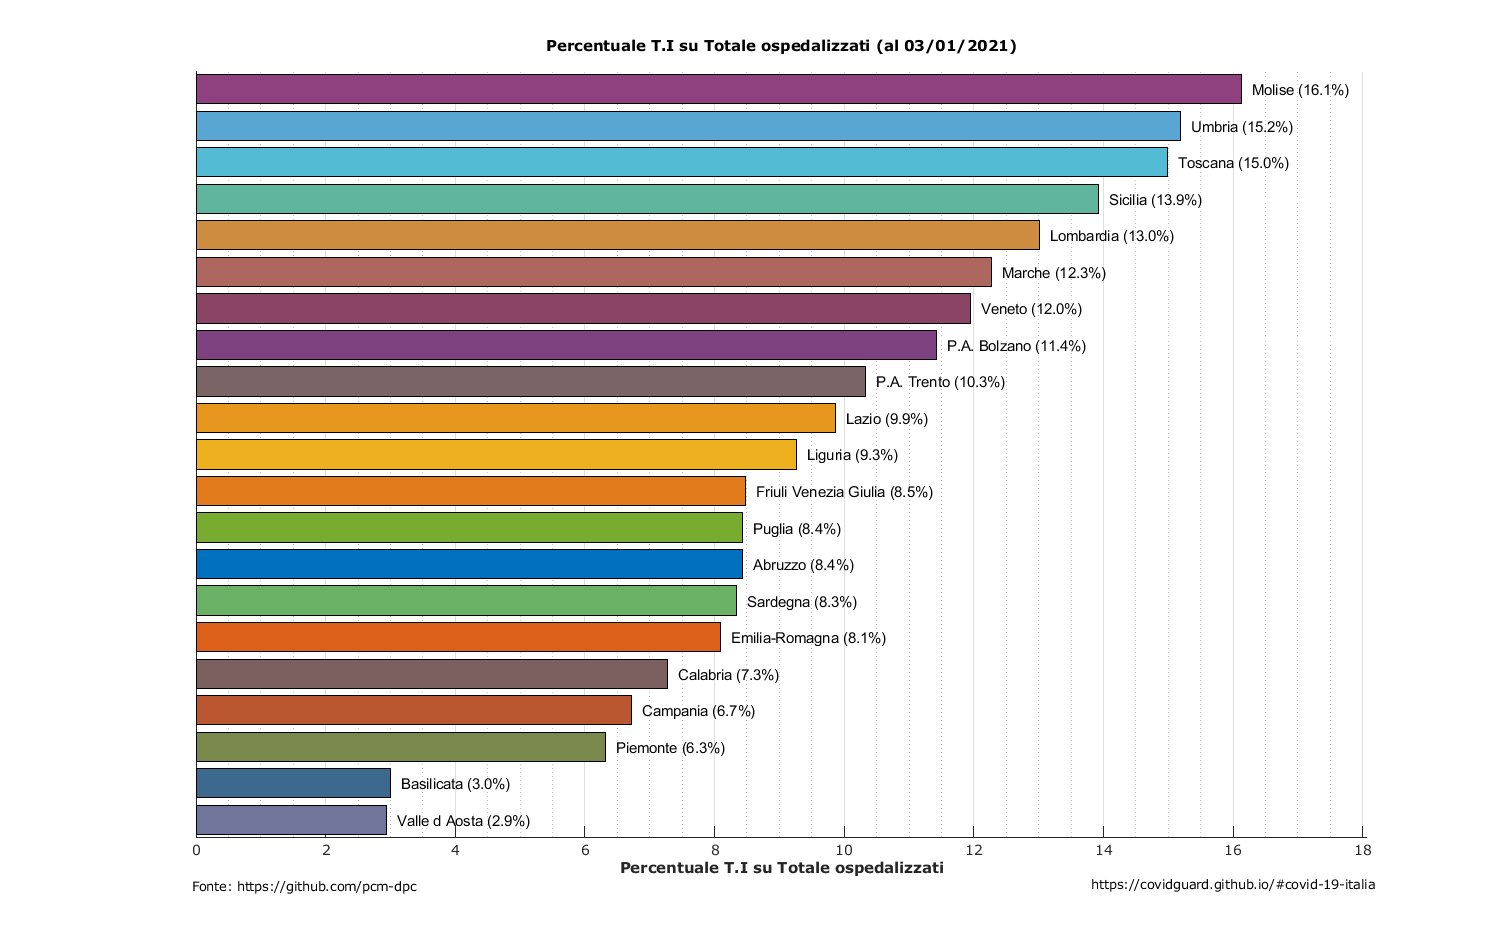 Percentuale T.I su Totale ospedalizzati (al 03/01/2021)
Molise (16.1%)
Umbria (15.2%)
Toscana (15.0%)
Sicilia (13.9%)
Lombardia (13.0%)
Marche (12.3%)
Veneto (12.0%)
P.A. Bolzano (11.4%)
P.A. Trento (10.3%)
Lazio (9.9%)
Liguria (9.3%)
Friuli Venezia Giulia (8.5%)
Puglia (8.4%)
Abruzzo (8.4%)
Sardegna (8.3%)
Emilia-Romagna (8.1%)
Calabria (7.3%)
Campania (6.7%)
Piemonte (6.3%)
Basilicata (3.0%)
Valle d Aosta (2.9%)
0 2 4 6 8 10 12 14 16 18
Percentuale T.I su Totale ospedalizzati
Fonte: https://github.com/pcm-dpc
https://covidguard.github.io/#covid-19-italia